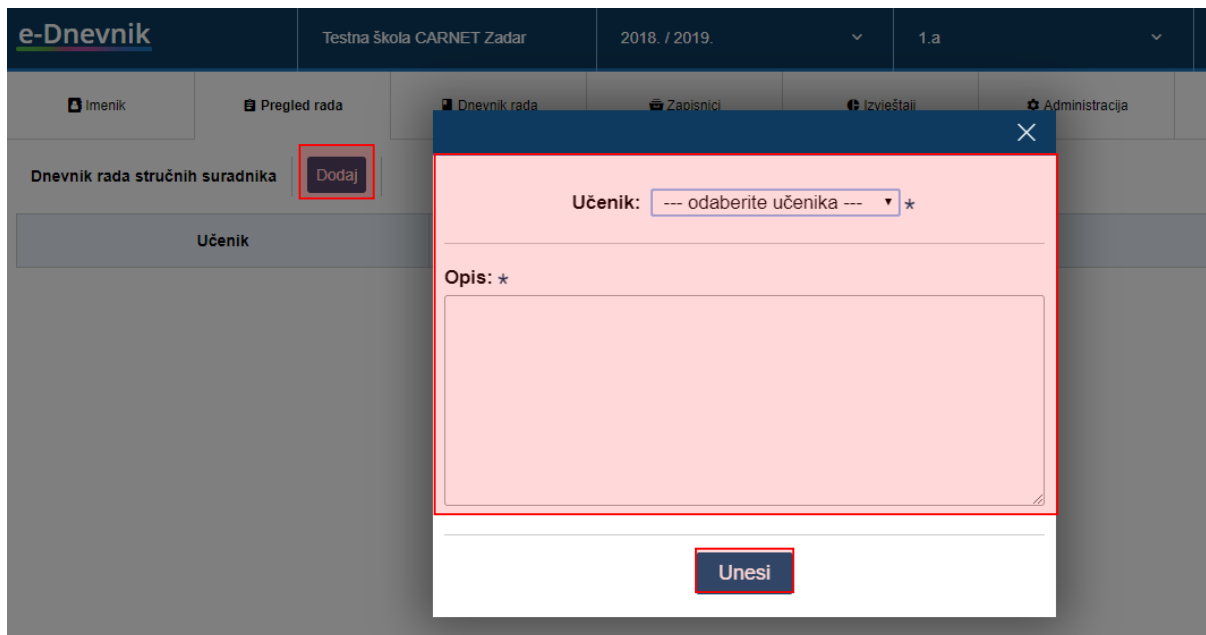 e-Dnevnik Testna škola CARNET Zadar 2018. / 2019. 1.a
Imenik Pregled rada Dnevnik rada Zapisnici Izvještaji Administracija
Dnevnik rada stručnih suradnika Dodaj
Učenik
Učenik: --- odaberite učenika --- *
Opis: *
Unesi